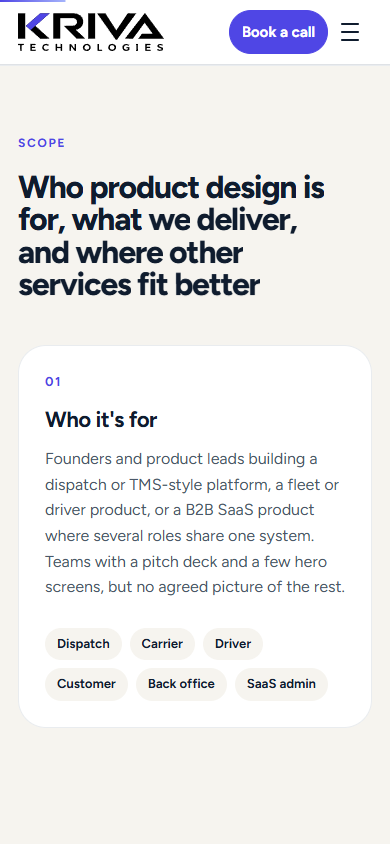 KRIVA
TECHNOLOGIES
Book a call
SCOPE
Who product design is
for, what we deliver,
and where other
services fit better
01
Who it's for
Founders and product leads building a
dispatch or TMS-style platform, a fleet or
driver product, or a B2B SaaS product
where several roles share one system.
Teams with a pitch deck and a few hero
screens, but no agreed picture of the rest.
Dispatch Carrier Driver
Customer Back office SaaS admin